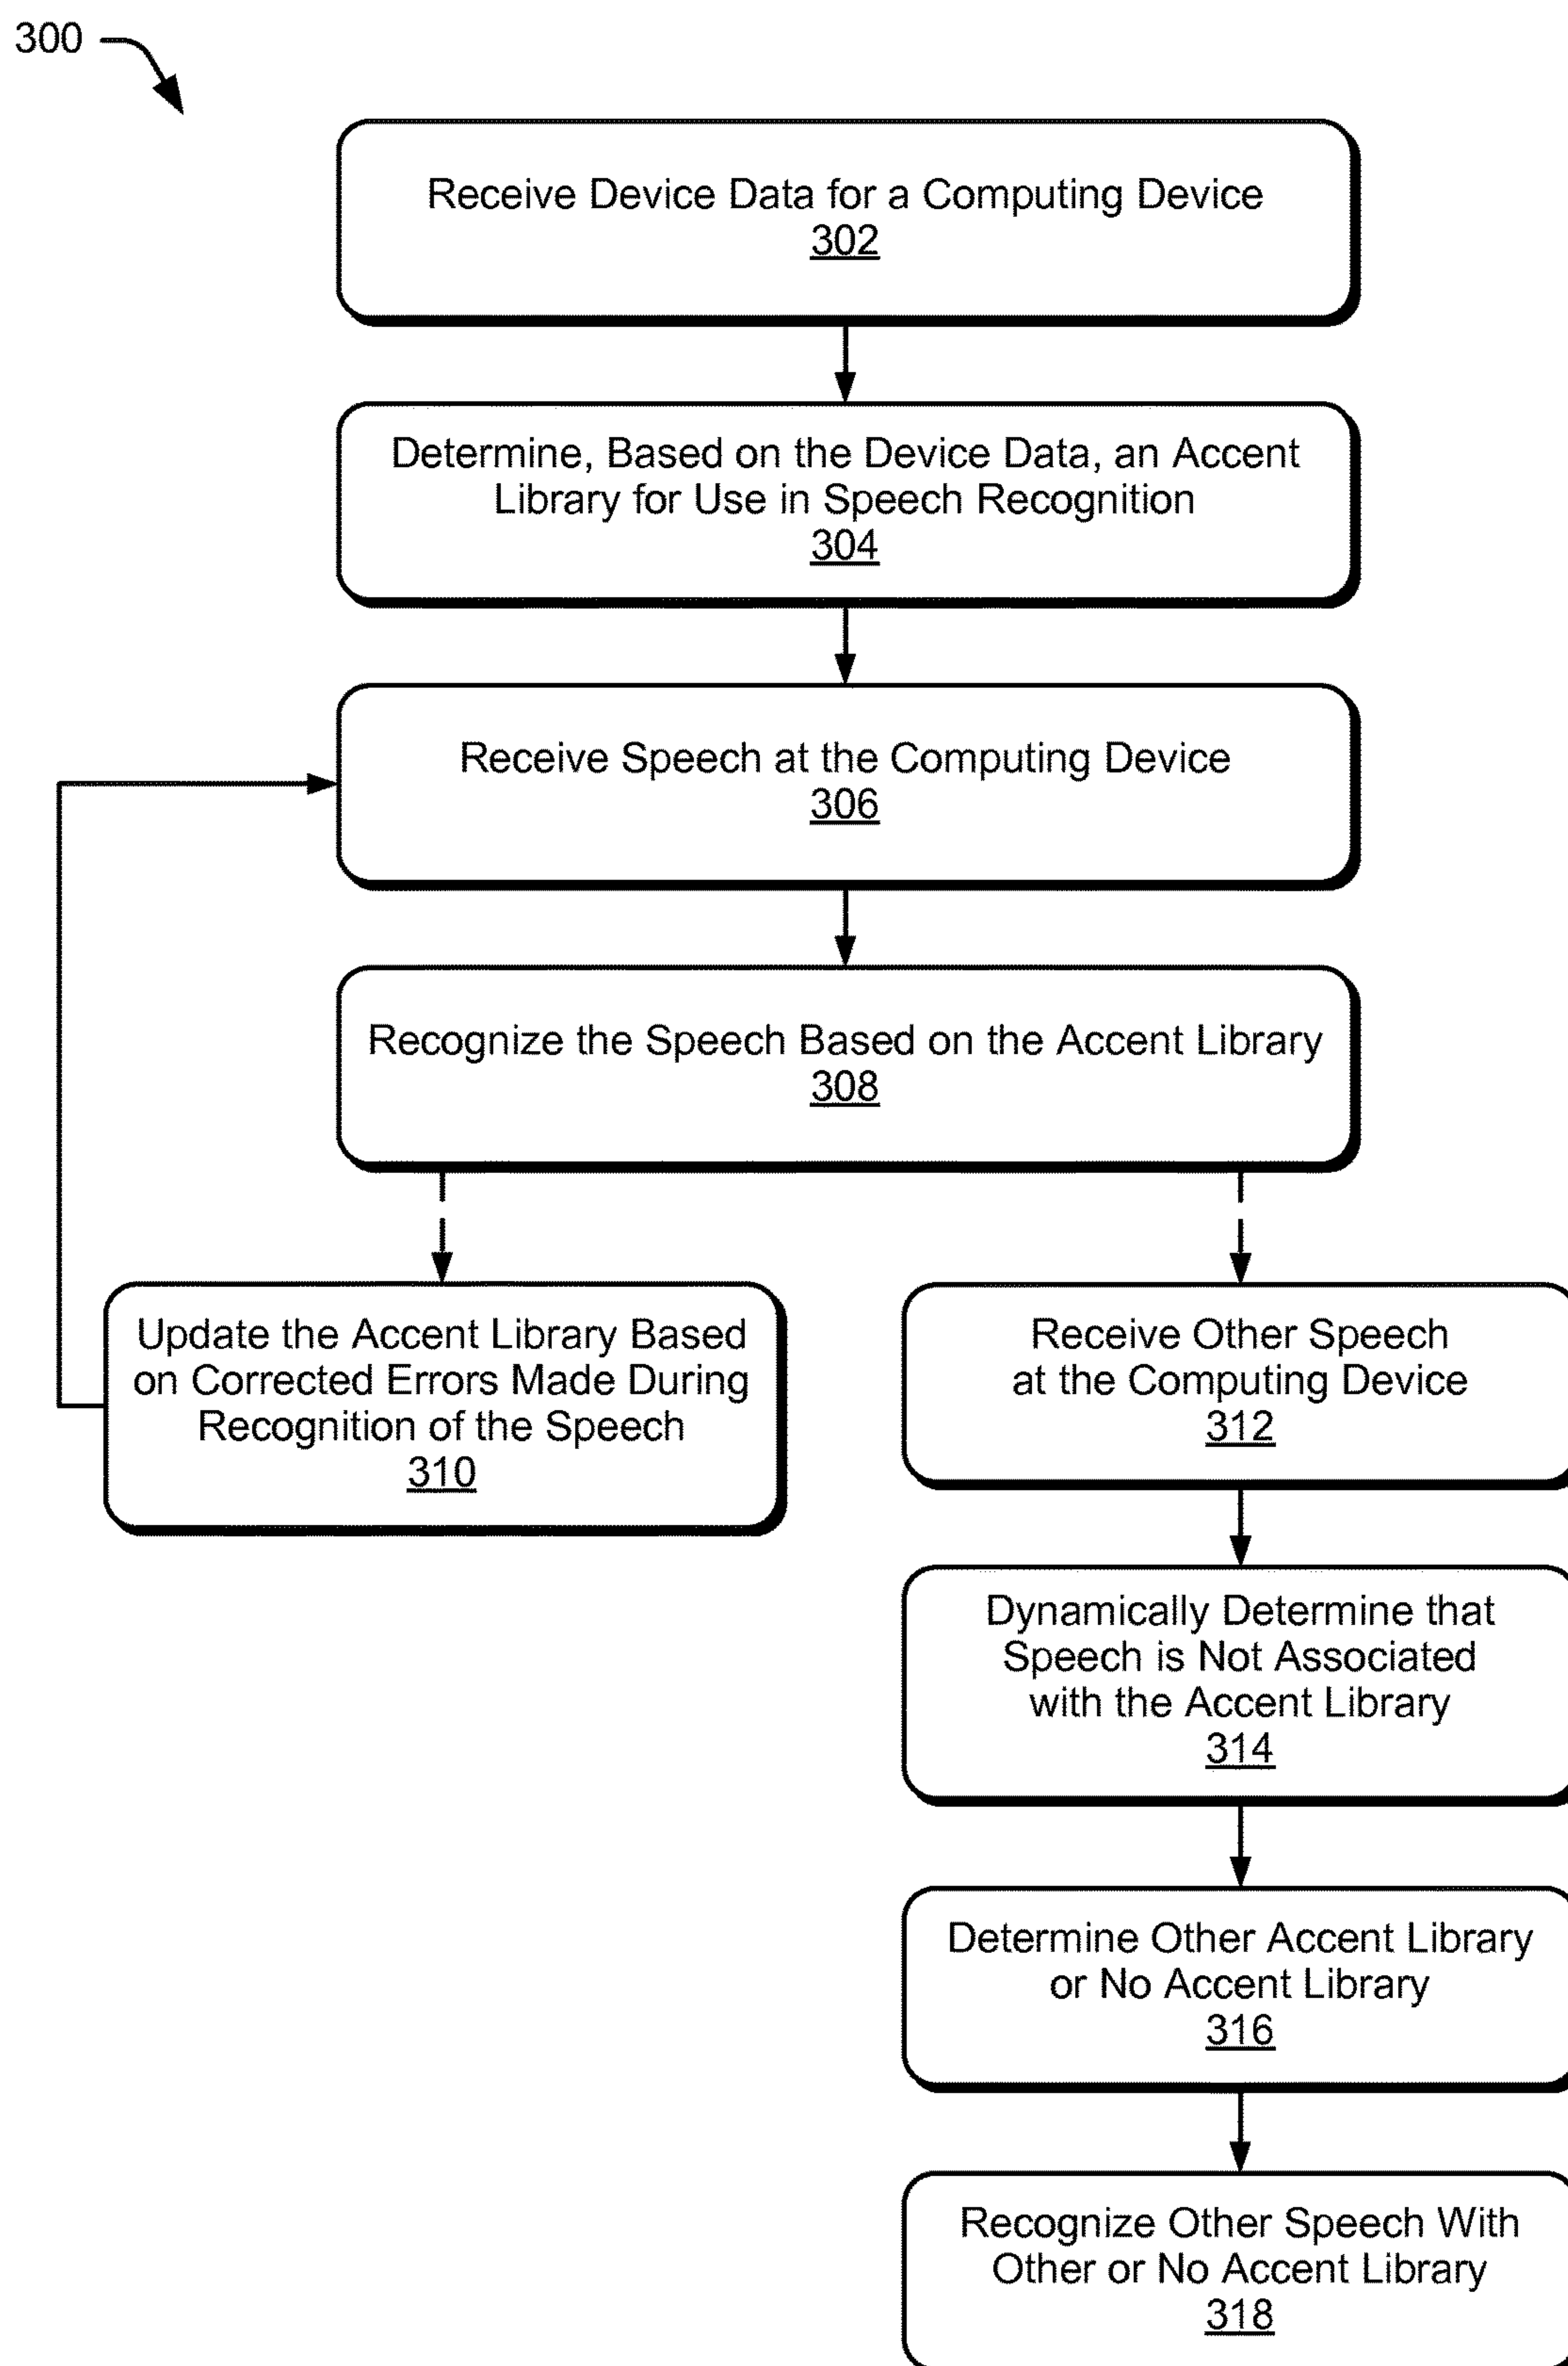 300
Receive Device Data for a Computing Device
302
Determine, Based on the Device Data, an Accent
Library for Use in Speech Recognition
304
Receive Speech at the Computing Device
306
Recognize the Speech Based on the Accent Library
308
Update the Accent Library Based
on Corrected Errors Made During
Recognition of the Speech
310
Receive Other Speech
at the Computing Device
312
Dynamically Determine that
Speech is Not Associated
with the Accent Library
314
Determine Other Accent Library
or No Accent Library
316
Recognize Other Speech With
Other or No Accent Library
318